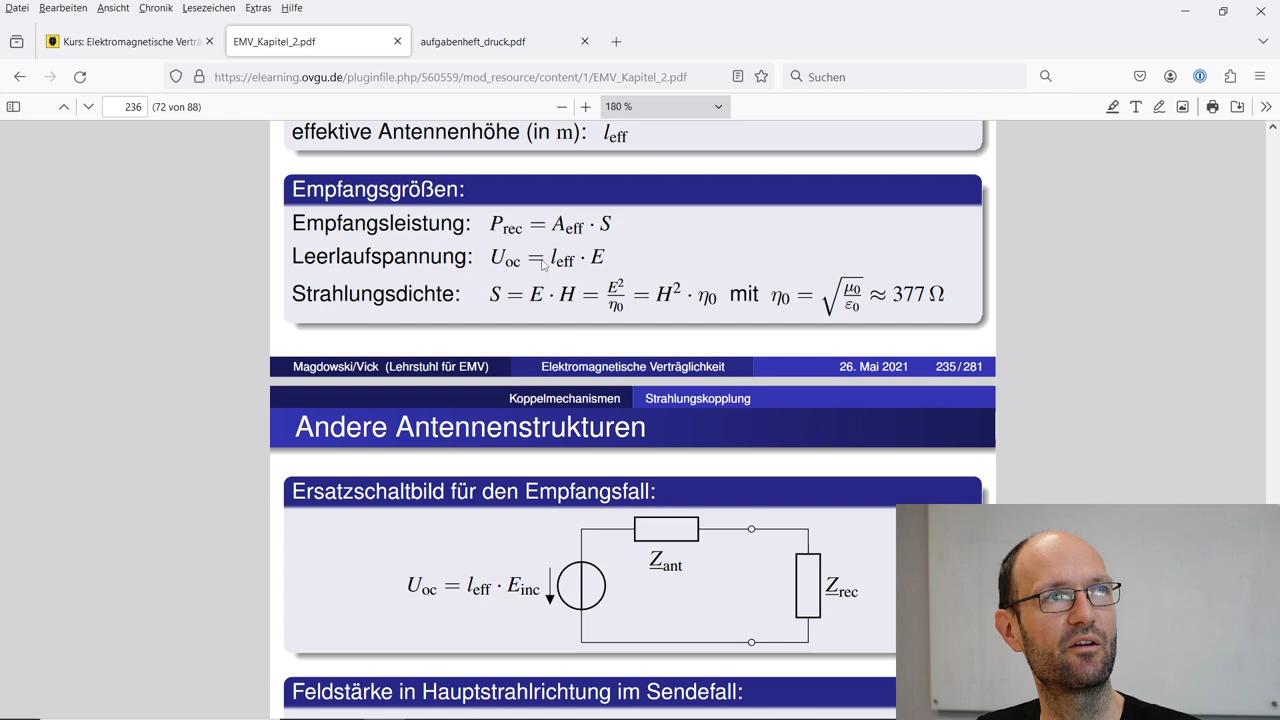 Datei Bearbeiten Ansicht Chronik Lesezeichen Extras Hilfe
Kurs: Elektromagnetische Verträ
EMV_Kapitel_2.pdf
aufgabenheft_druck.pdf
https://elearning.ovgu.de/pluginfile.php/560559/mod_resource/content/1/EMV_Kapitel_2.pdf
Suchen
236 (72 von 88)
180 %
effektive Antennenhöhe (in m): l_eff
Empfangsgrößen:
Empfangsleistung: P_rec = A_eff · S
Leerlaufspannung: U_oc = l_eff · E
Strahlungsdichte: S = E · H = E²/η₀ = H² · η₀ mit η₀ = √(μ₀/ε₀) ≈ 377 Ω
Magdowski/Vick (Lehrstuhl für EMV) Elektromagnetische Verträglichkeit 26. Mai 2021 235/281
Koppelmechanismen Strahlungskopplung
Andere Antennenstrukturen
Ersatzschaltbild für den Empfangsfall:
Z_ant
U_oc = l_eff · E_inc
Z_rec
Feldstärke in Hauptstrahlrichtung im Sendefall: